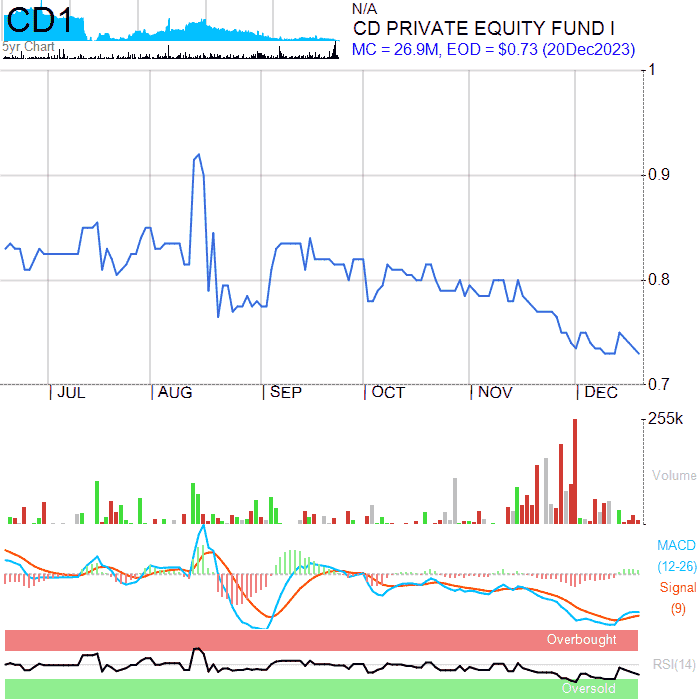 CD1
5yr Chart
N/A
CD PRIVATE EQUITY FUND I
MC = 26.9M, EOD = $0.73 (20Dec2023)
1
0.9
0.8
0.7
JUL AUG SEP OCT NOV DEC
255k
Volume
MACD
(12-26)
Signal
(9)
Overbought
RSI(14)
Oversold